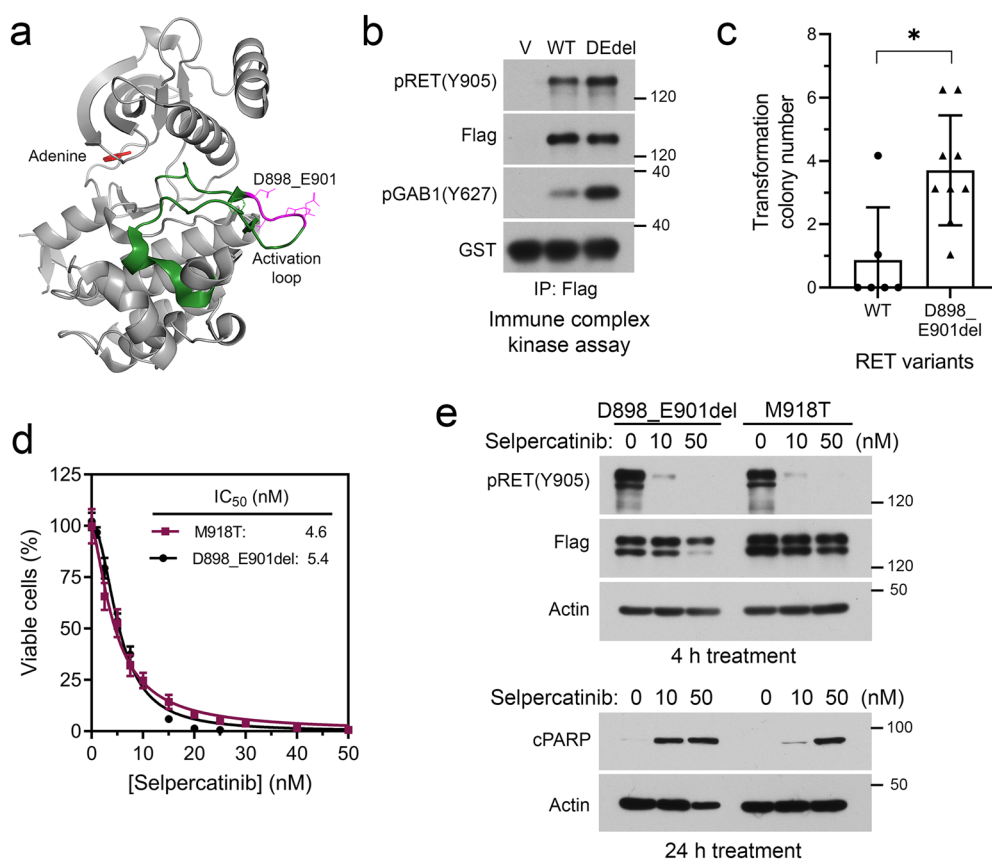 a
Adenine
D898_E901
Activation
loop
b
V WT DEdel
pRET(Y905)
120
Flag
120
40
pGAB1(Y627)
40
GST
IP: Flag
Immune complex
kinase assay
c
*
8
6
4
2
0
Transformation
colony number
WT
D898_
E901del
RET variants
d
125
100
75
50
25
0
Viable cells (%)
IC50 (nM)
M918T: 4.6
D898_E901del: 5.4
0 10 20 30 40 50
[Selpercatinib] (nM)
e
D898_E901del M918T
Selpercatinib: 0 10 50 0 10 50 (nM)
pRET(Y905)
120
Flag
120
50
Actin
4 h treatment
Selpercatinib: 0 10 50 0 10 50 (nM)
100
cPARP
50
Actin
24 h treatment